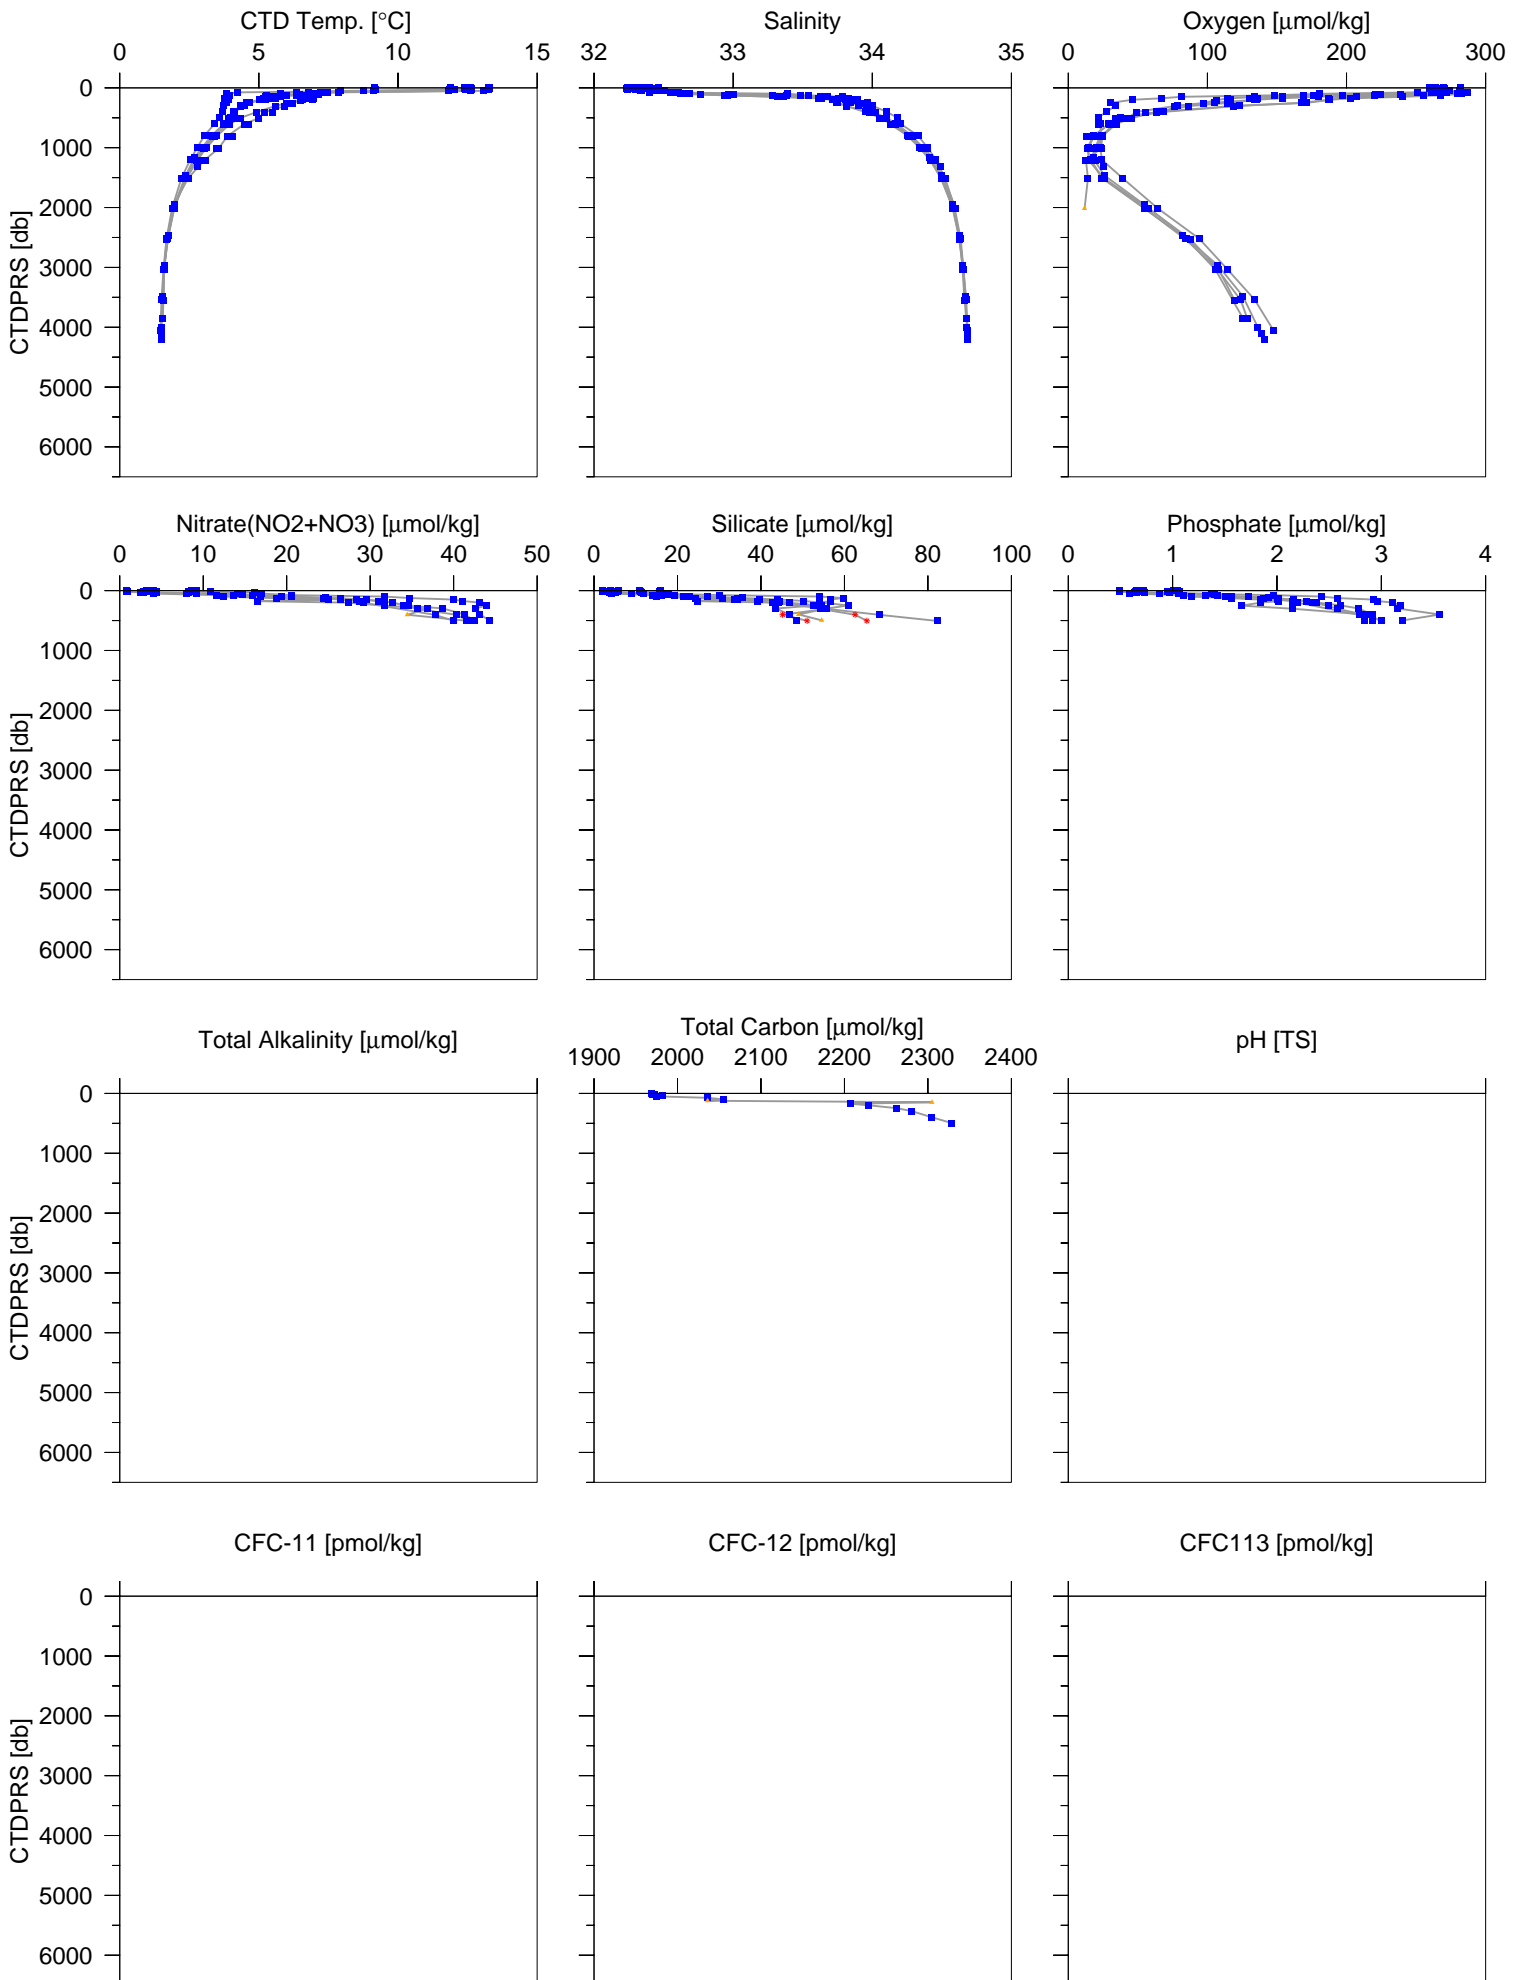 CTD Temp. [°C] Salinity Oxygen [μmol/kg]
0 5 10 15 32 33 34 35 0 100 200 300
0
1000
2000
3000
4000
5000
6000
CTDPRS [db]
Nitrate(NO2+NO3) [μmol/kg] Silicate [μmol/kg] Phosphate [μmol/kg]
0 10 20 30 40 50 0 20 40 60 80 100 0 1 2 3 4
0
1000
2000
3000
4000
5000
6000
CTDPRS [db]
Total Alkalinity [μmol/kg] Total Carbon [μmol/kg] pH [TS]
1900 2000 2100 2200 2300 2400
0
1000
2000
3000
4000
5000
6000
CTDPRS [db]
CFC-11 [pmol/kg] CFC-12 [pmol/kg] CFC113 [pmol/kg]
0
1000
2000
3000
4000
5000
6000
CTDPRS [db]